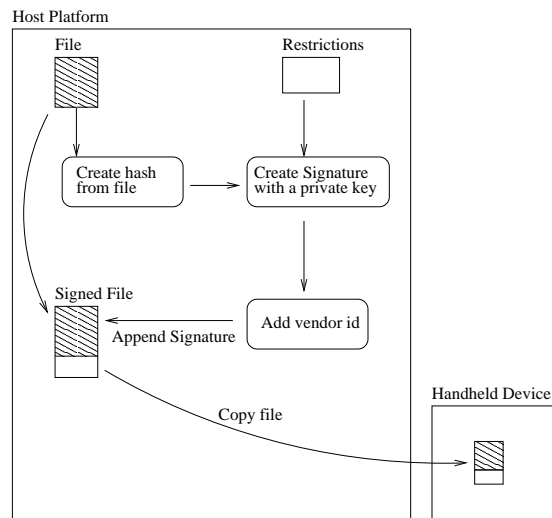 Host Platform
File
Restrictions
Create hash
from file
Create Signature
with a private key
Signed File
Add vendor id
Append Signature
Copy file
Handheld Device